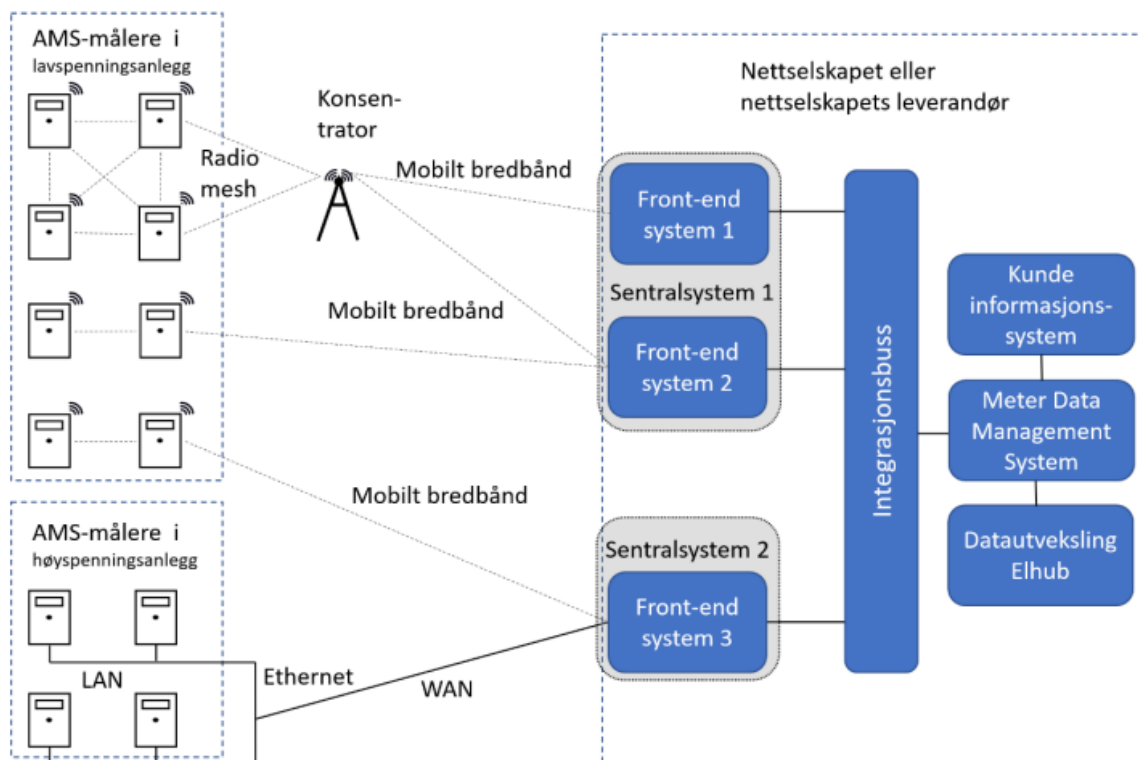 AMS-målere i
lavspenningsanlegg
Radio
mesh
Konsen-
trator
Mobilt bredbånd
Mobilt bredbånd
Mobilt bredbånd
AMS-målere i
høyspenningsanlegg
LAN
Ethernet
WAN
Nettselskapet eller
nettselskapets leverandør
Front-end
system 1
Sentralsystem 1
Front-end
system 2
Sentralsystem 2
Front-end
system 3
Integrasjonsbuss
Kunde
informasjons-
system
Meter Data
Management
System
Datautveksling
Elhub